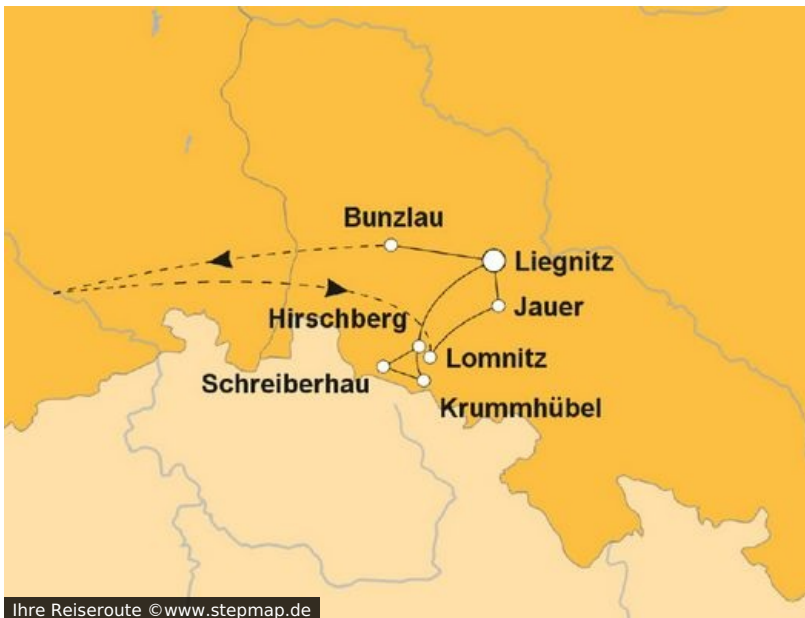 Bunzlau
Liegnitz
Jauer
Hirschberg
Lomnitz
Schreiberhau
Krummhübel
Ihre Reiseroute ©www.stepmap.de